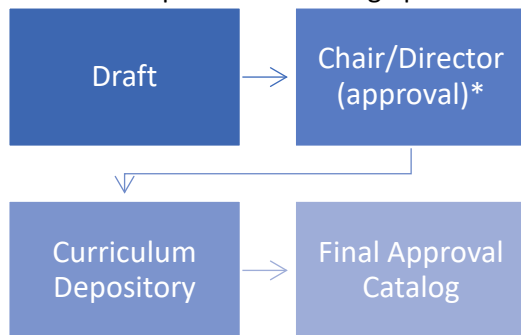 Draft
Chair/Director
(approval)*
Curriculum
Depository
Final Approval
Catalog